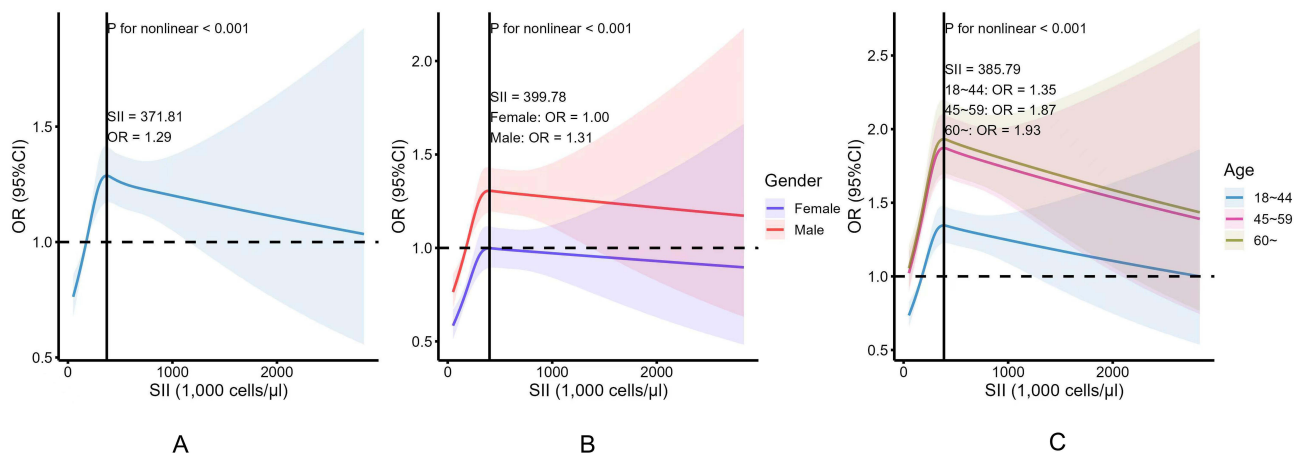 P for nonlinear < 0.001
SII = 371.81
OR = 1.29
OR (95%CI)
1.5
1.0
0.5
0
1000
2000
SII (1,000 cells/µl)
A
P for nonlinear < 0.001
SII = 399.78
Female: OR = 1.00
Male: OR = 1.31
OR (95%CI)
2.0
1.5
1.0
0.5
0
1000
2000
SII (1,000 cells/µl)
Gender
Female
Male
B
P for nonlinear < 0.001
SII = 385.79
18~44: OR = 1.35
45~59: OR = 1.87
60~: OR = 1.93
OR (95%CI)
2.5
2.0
1.5
1.0
0.5
0
1000
2000
SII (1,000 cells/µl)
Age
18~44
45~59
60~
C